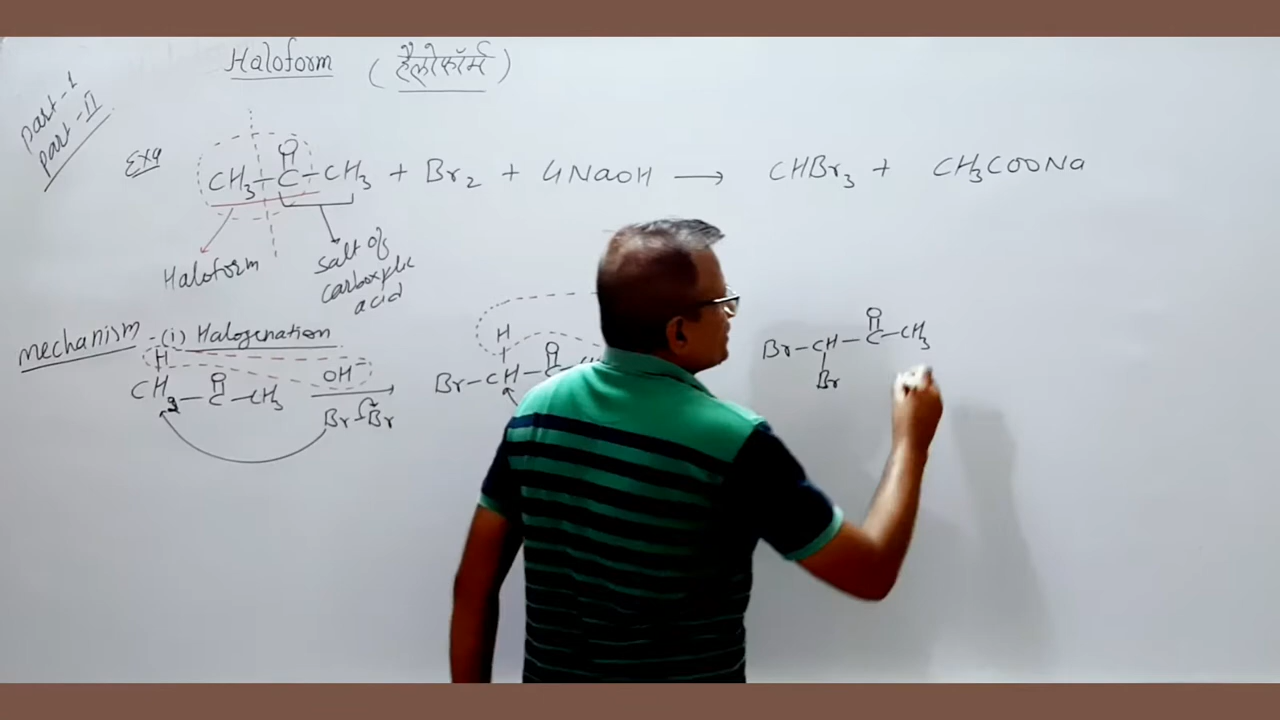 Part-I
Part-II
Haloform (हैलोफॉर्म)
Exa
O
CH3-C-CH3 + Br2 + 4NaOH → CHBr3 + CH3COONa
Haloform
Salt of
carboxylic
acid
mechanism - (i) Halogenation
H
CH2-C-CH3
O
OH-
Br-Br
H
O
Br-CH-C-
O
Br-CH-C-CH3
Br